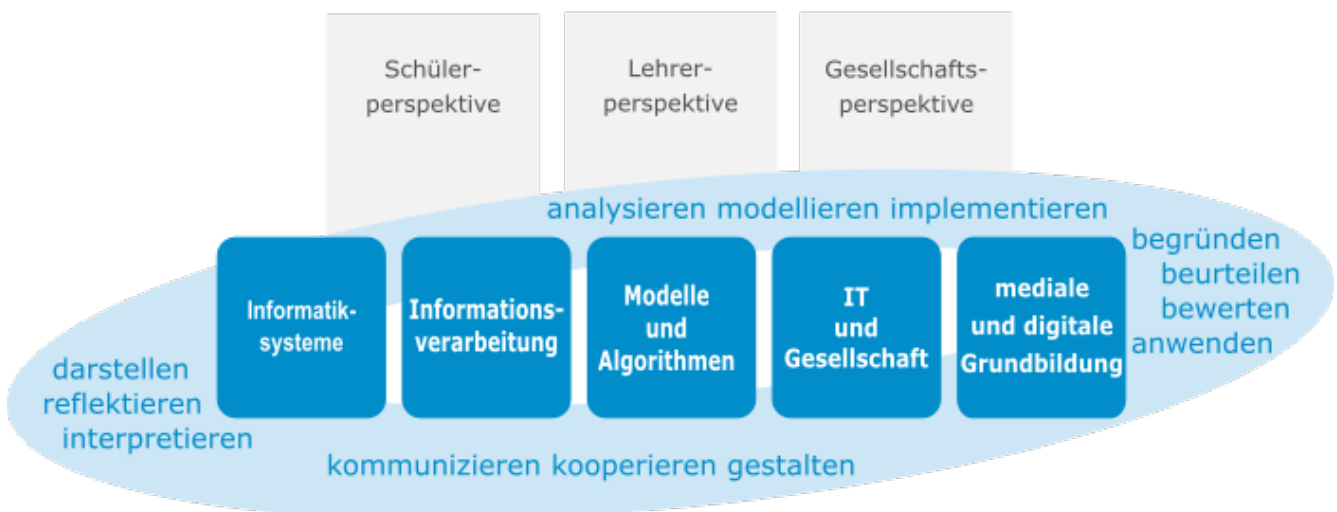 Schüler-
perspektive
Lehrer-
perspektive
Gesellschafts-
perspektive
analysieren modellieren implementieren
begründen
beurteilen
bewerten
anwenden
Informatik-
systeme
Informations-
verarbeitung
Modelle
und
Algorithmen
IT
und
Gesellschaft
mediale
und digitale
Grundbildung
darstellen
reflektieren
interpretieren
kommunizieren kooperieren gestalten